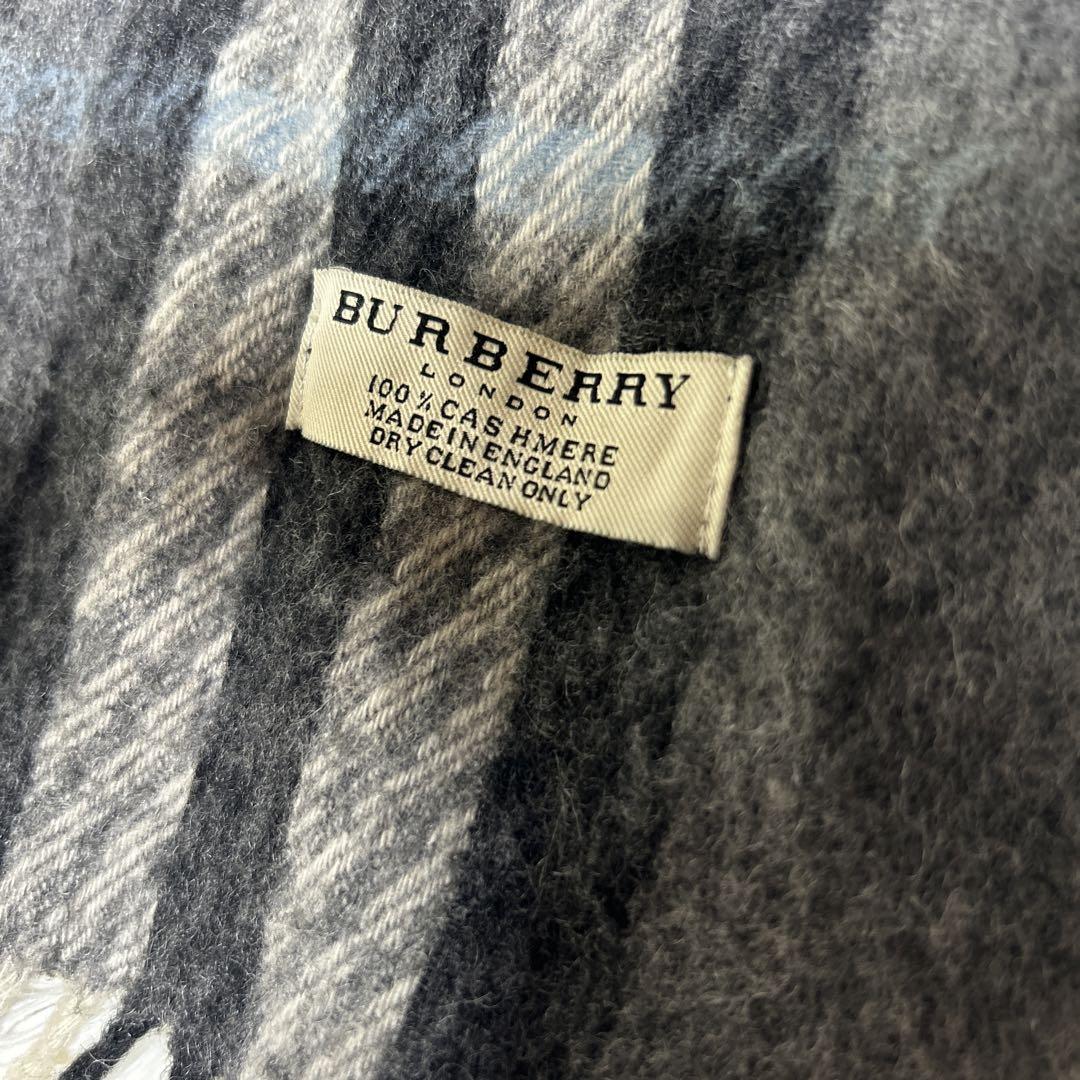 BURBERRY
LONDON
100% CASHMERE
MADE IN ENGLAND
DRY CLEAN ONLY